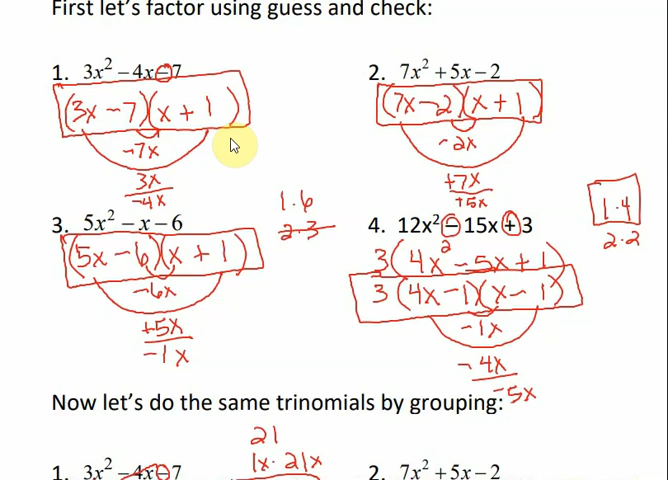 First let's factor using guess and check:
1. 3x² − 4x − 7
(3x − 7)(x + 1)
−7x
3x
−4x
2. 7x² + 5x − 2
(7x − 2)(x + 1)
−2x
+7x
+5x
3. 5x² − x − 6
1·6
2·3
(5x − 6)(x + 1)
−6x
+5x
−1x
4. 12x² − 15x + 3
1·4
2·2
3(4x² − 5x + 1)
3(4x − 1)(x − 1)
−1x
−4x
−5x
Now let's do the same trinomials by grouping:
21
1x·21x
1. 3x² − 4x − 7
2. 7x² + 5x − 2